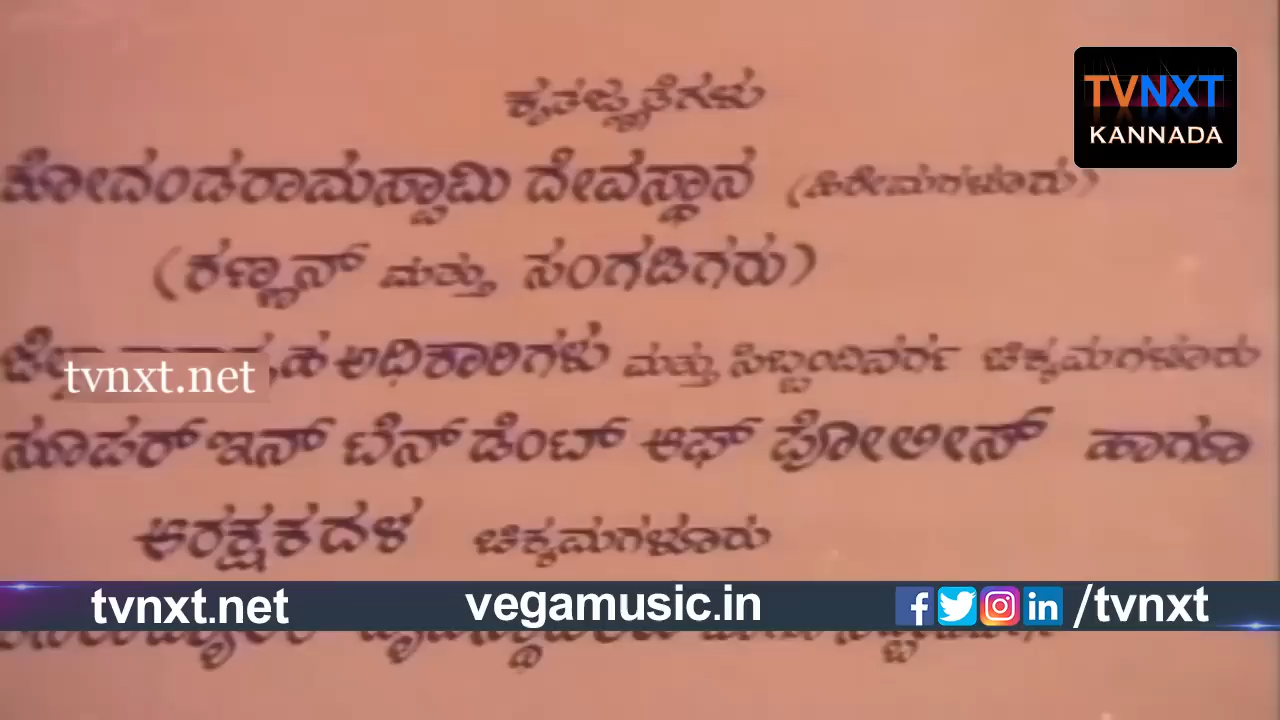 ಕೃತಜ್ಞತೆಗಳು
TVNXT
KANNADA
ಕೋದಂಡರಾಮಸ್ವಾಮಿ ದೇವಸ್ಥಾನ (ಹಿರೇಮಗಳೂರು)
(ಕಣ್ಣನ್ ಮತ್ತು ಸಂಗಡಿಗರು)
ಅಧಿಕಾರಿಗಳು ಮತ್ತು ಸಿಬ್ಬಂದಿವರ್ಗ ಚಿಕ್ಕಮಗಳೂರು
tvnxt.net
ಸೂಪರ್ ಇನ್ ಟೆನ್ ಡೆಂಟ್ ಆಫ್ ಪೋಲೀಸ್ ಹಾಗೂ
ಆರಕ್ಷಕದಳ ಚಿಕ್ಕಮಗಳೂರು
tvnxt.net vegamusic.in /tvnxt